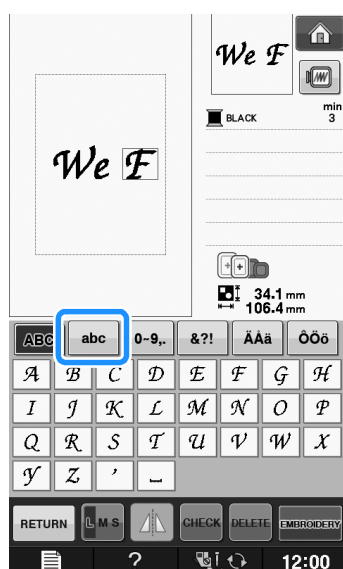 We F
BLACK
min
3
We F
34.1 mm
106.4 mm
ABC abc 0~9,. &?! ÄÅä ÔÖö
A B C D E F G H
I J K L M N O P
Q R S T U V W X
Y Z , ⎵
RETURN L M S CHECK DELETE EMBROIDERY
? 12:00